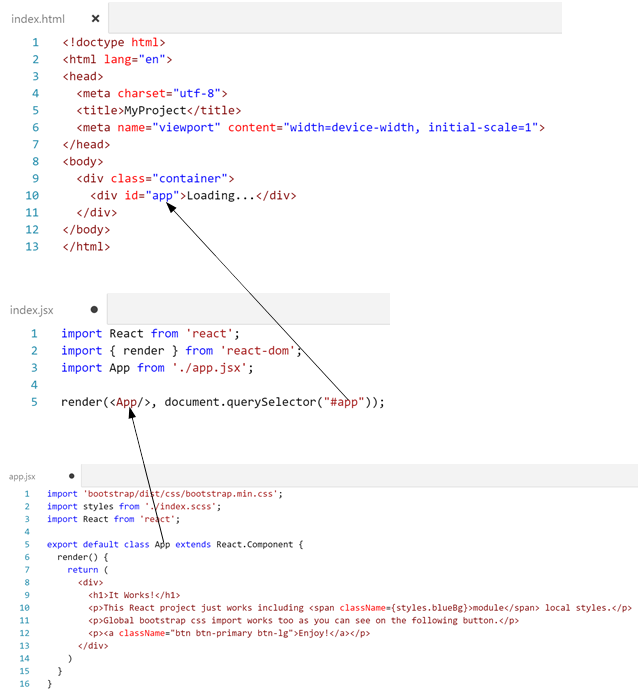 index.html ×
1 <!doctype html>
2 <html lang="en">
3 <head>
4   <meta charset="utf-8">
5   <title>MyProject</title>
6   <meta name="viewport" content="width=device-width, initial-scale=1">
7 </head>
8 <body>
9   <div class="container">
10     <div id="app">Loading...</div>
11   </div>
12 </body>
13 </html>
index.jsx ●
1 import React from 'react';
2 import { render } from 'react-dom';
3 import App from './app.jsx';
4
5 render(<App/>, document.querySelector("#app"));
app.jsx ●
1 import 'bootstrap/dist/css/bootstrap.min.css';
2 import styles from './index.scss';
3 import React from 'react';
4
5 export default class App extends React.Component {
6   render() {
7     return (
8       <div>
9         <h1>It Works!</h1>
10         <p>This React project just works including <span className={styles.blueBg}>module</span> local styles.</p>
11         <p>Global bootstrap css import works too as you can see on the following button.</p>
12         <p><a className="btn btn-primary btn-lg">Enjoy!</a></p>
13       </div>
14     )
15   }
16 }